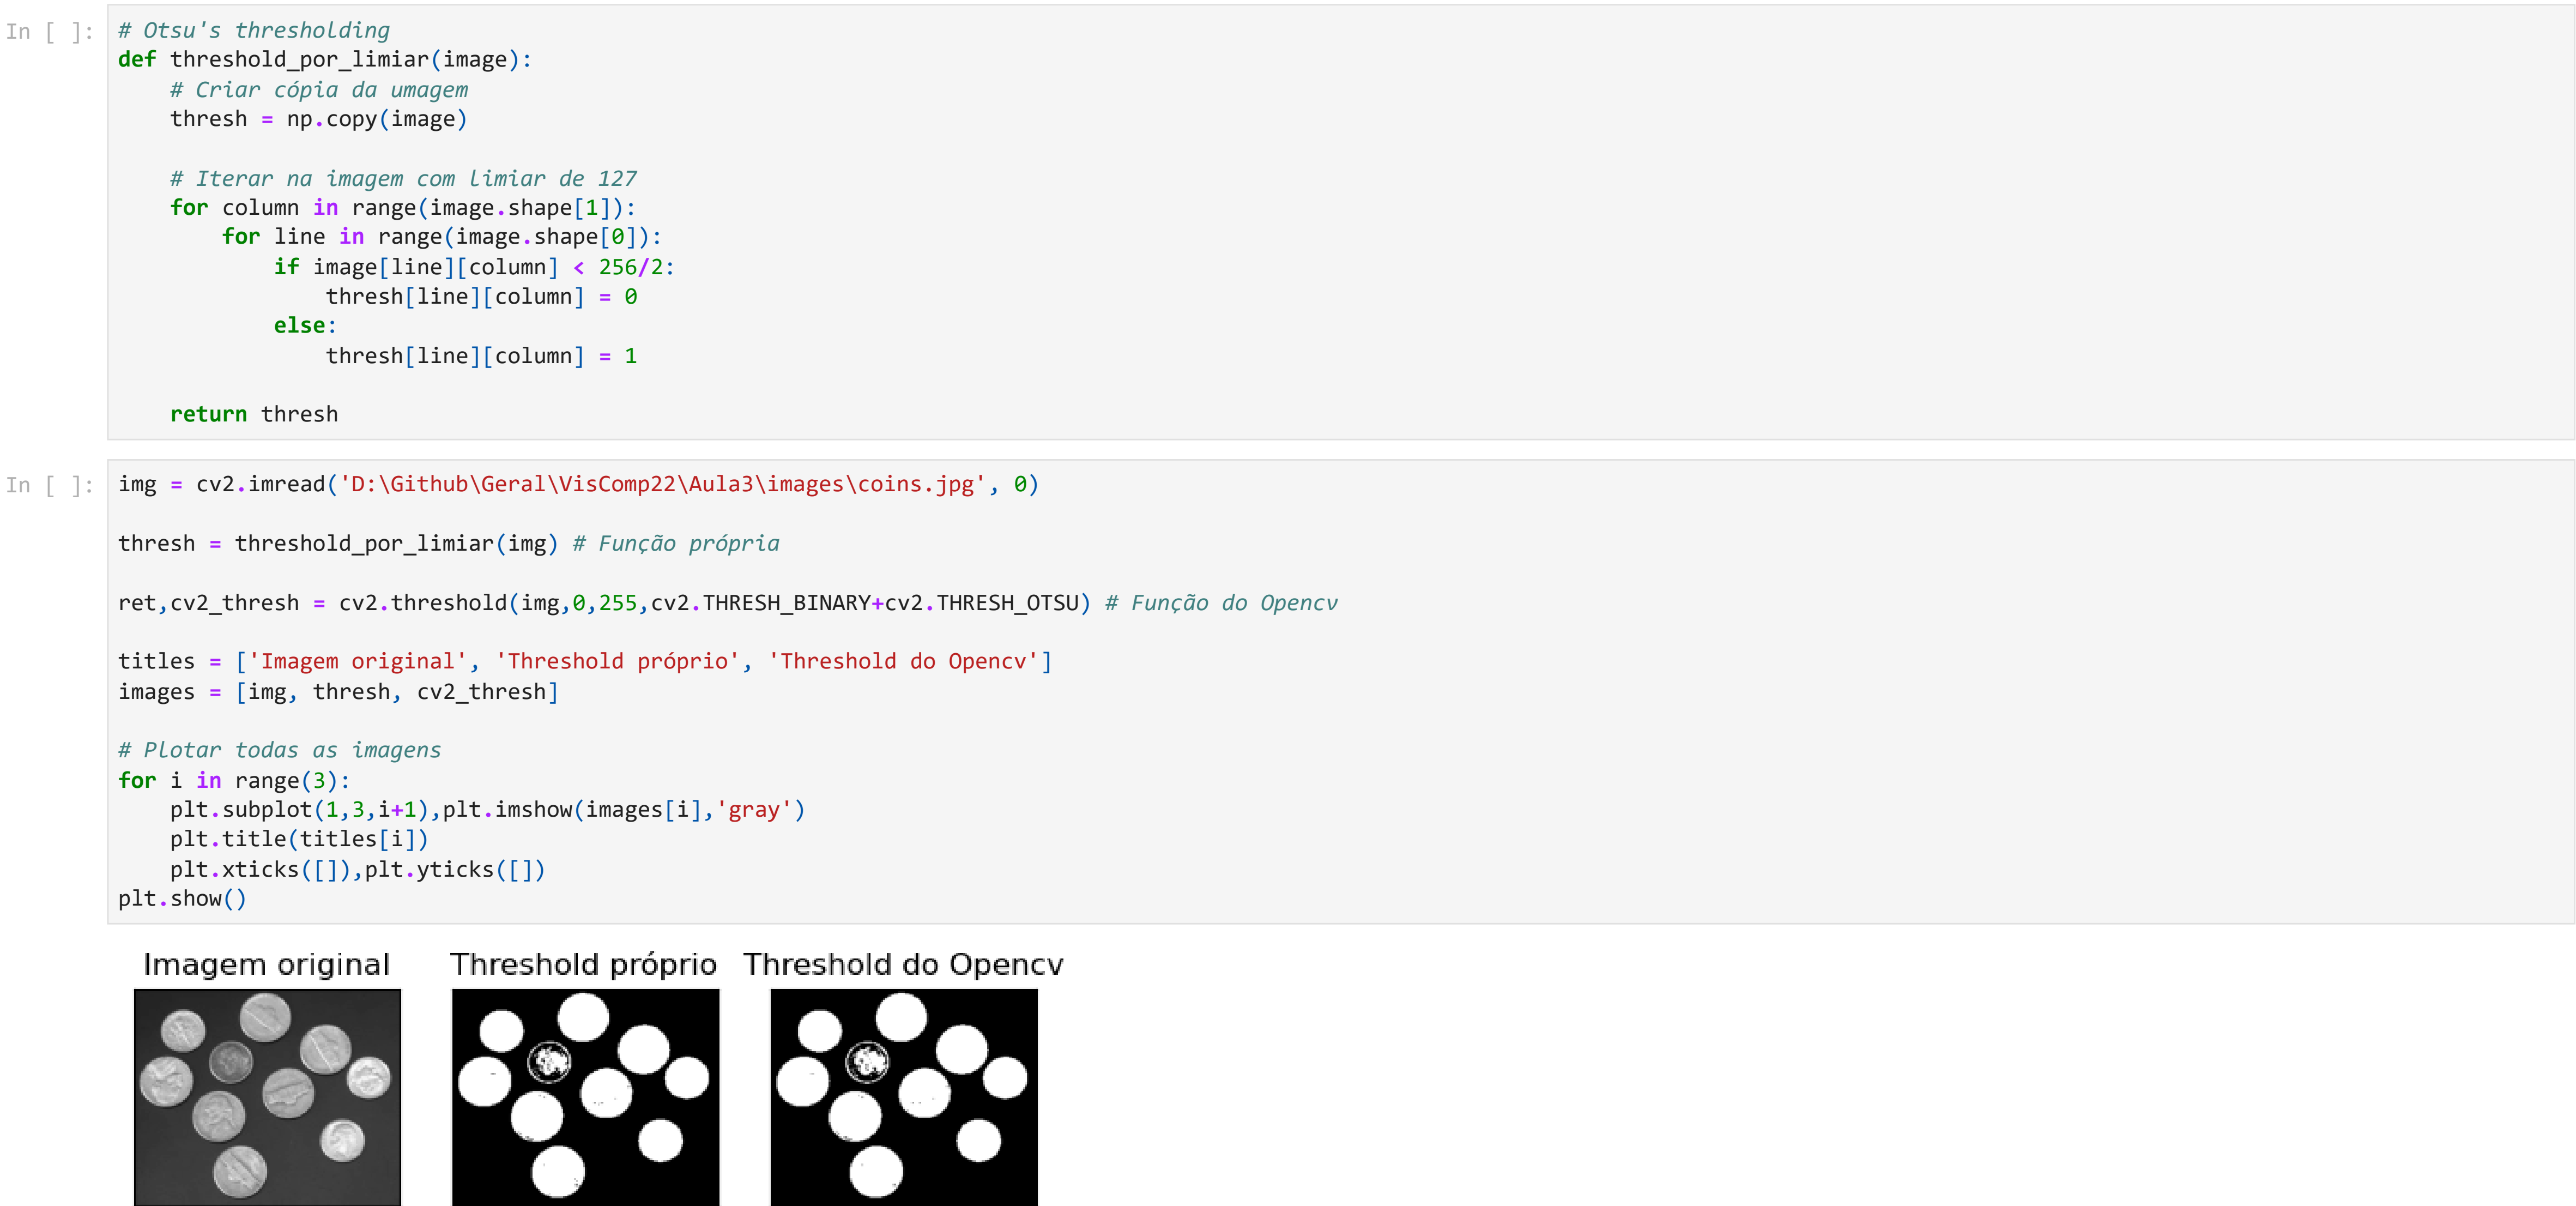 In [ ]:
# Otsu's thresholding
def threshold_por_limiar(image):
    # Criar cópia da umagem
    thresh = np.copy(image)
    # Iterar na imagem com limiar de 127
    for column in range(image.shape[1]):
        for line in range(image.shape[0]):
            if image[line][column] < 256/2:
                thresh[line][column] = 0
            else:
                thresh[line][column] = 1
    return thresh
In [ ]:
img = cv2.imread('D:\Github\Geral\VisComp22\Aula3\images\coins.jpg', 0)
thresh = threshold_por_limiar(img) # Função própria
ret,cv2_thresh = cv2.threshold(img,0,255,cv2.THRESH_BINARY+cv2.THRESH_OTSU) # Função do Opencv
titles = ['Imagem original', 'Threshold próprio', 'Threshold do Opencv']
images = [img, thresh, cv2_thresh]
# Plotar todas as imagens
for i in range(3):
    plt.subplot(1,3,i+1),plt.imshow(images[i],'gray')
    plt.title(titles[i])
    plt.xticks([]),plt.yticks([])
plt.show()
Imagem original
Threshold próprio
Threshold do Opencv